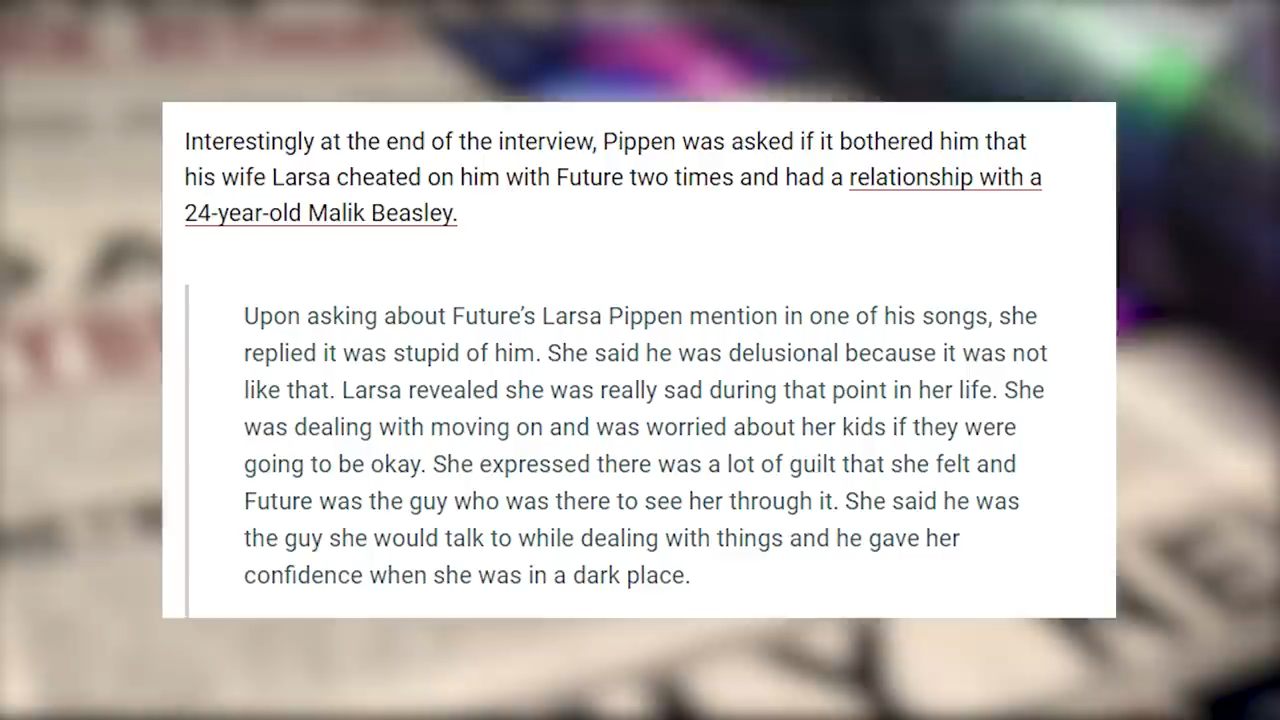 Interestingly at the end of the interview, Pippen was asked if it bothered him that
his wife Larsa cheated on him with Future two times and had a relationship with a
24-year-old Malik Beasley.
Upon asking about Future’s Larsa Pippen mention in one of his songs, she
replied it was stupid of him. She said he was delusional because it was not
like that. Larsa revealed she was really sad during that point in her life. She
was dealing with moving on and was worried about her kids if they were
going to be okay. She expressed there was a lot of guilt that she felt and
Future was the guy who was there to see her through it. She said he was
the guy she would talk to while dealing with things and he gave her
confidence when she was in a dark place.